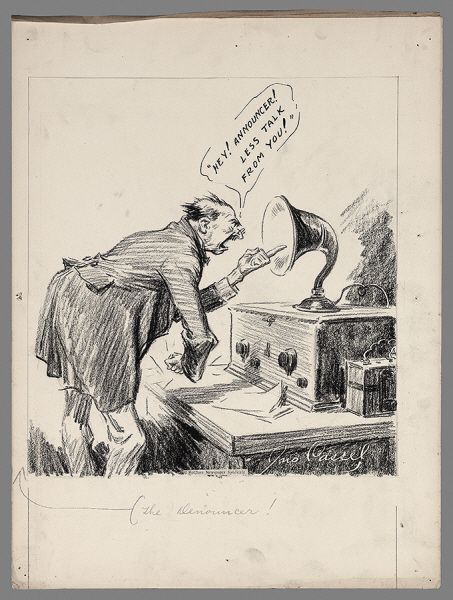 "HEY! ANNOUNCER!
LESS TALK
FROM YOU!"
Jno. Cassel
(The Denouncer!